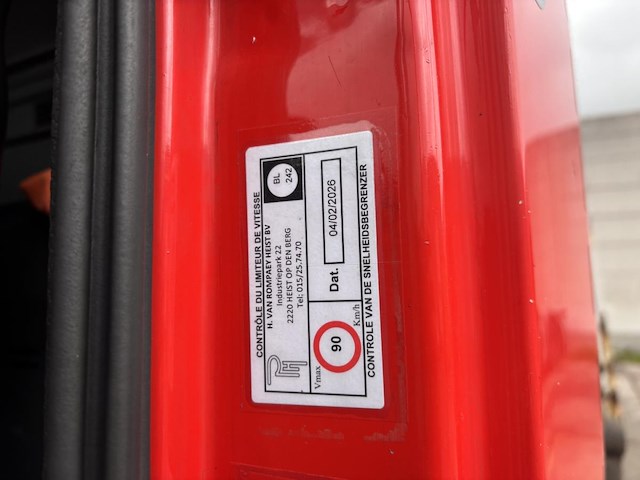 CONTRÔLE DU LIMITEUR DE VITESSE
H. VAN ROMPAEY HEIST BV
Industriepark 22
2220 HEIST OP DEN BERG
Tel: 015/25.74.70
BL
242
Vmax
90
Km/h
Dat.
04/02/2026
CONTROLE VAN DE SNELHEIDSBEGRENZER